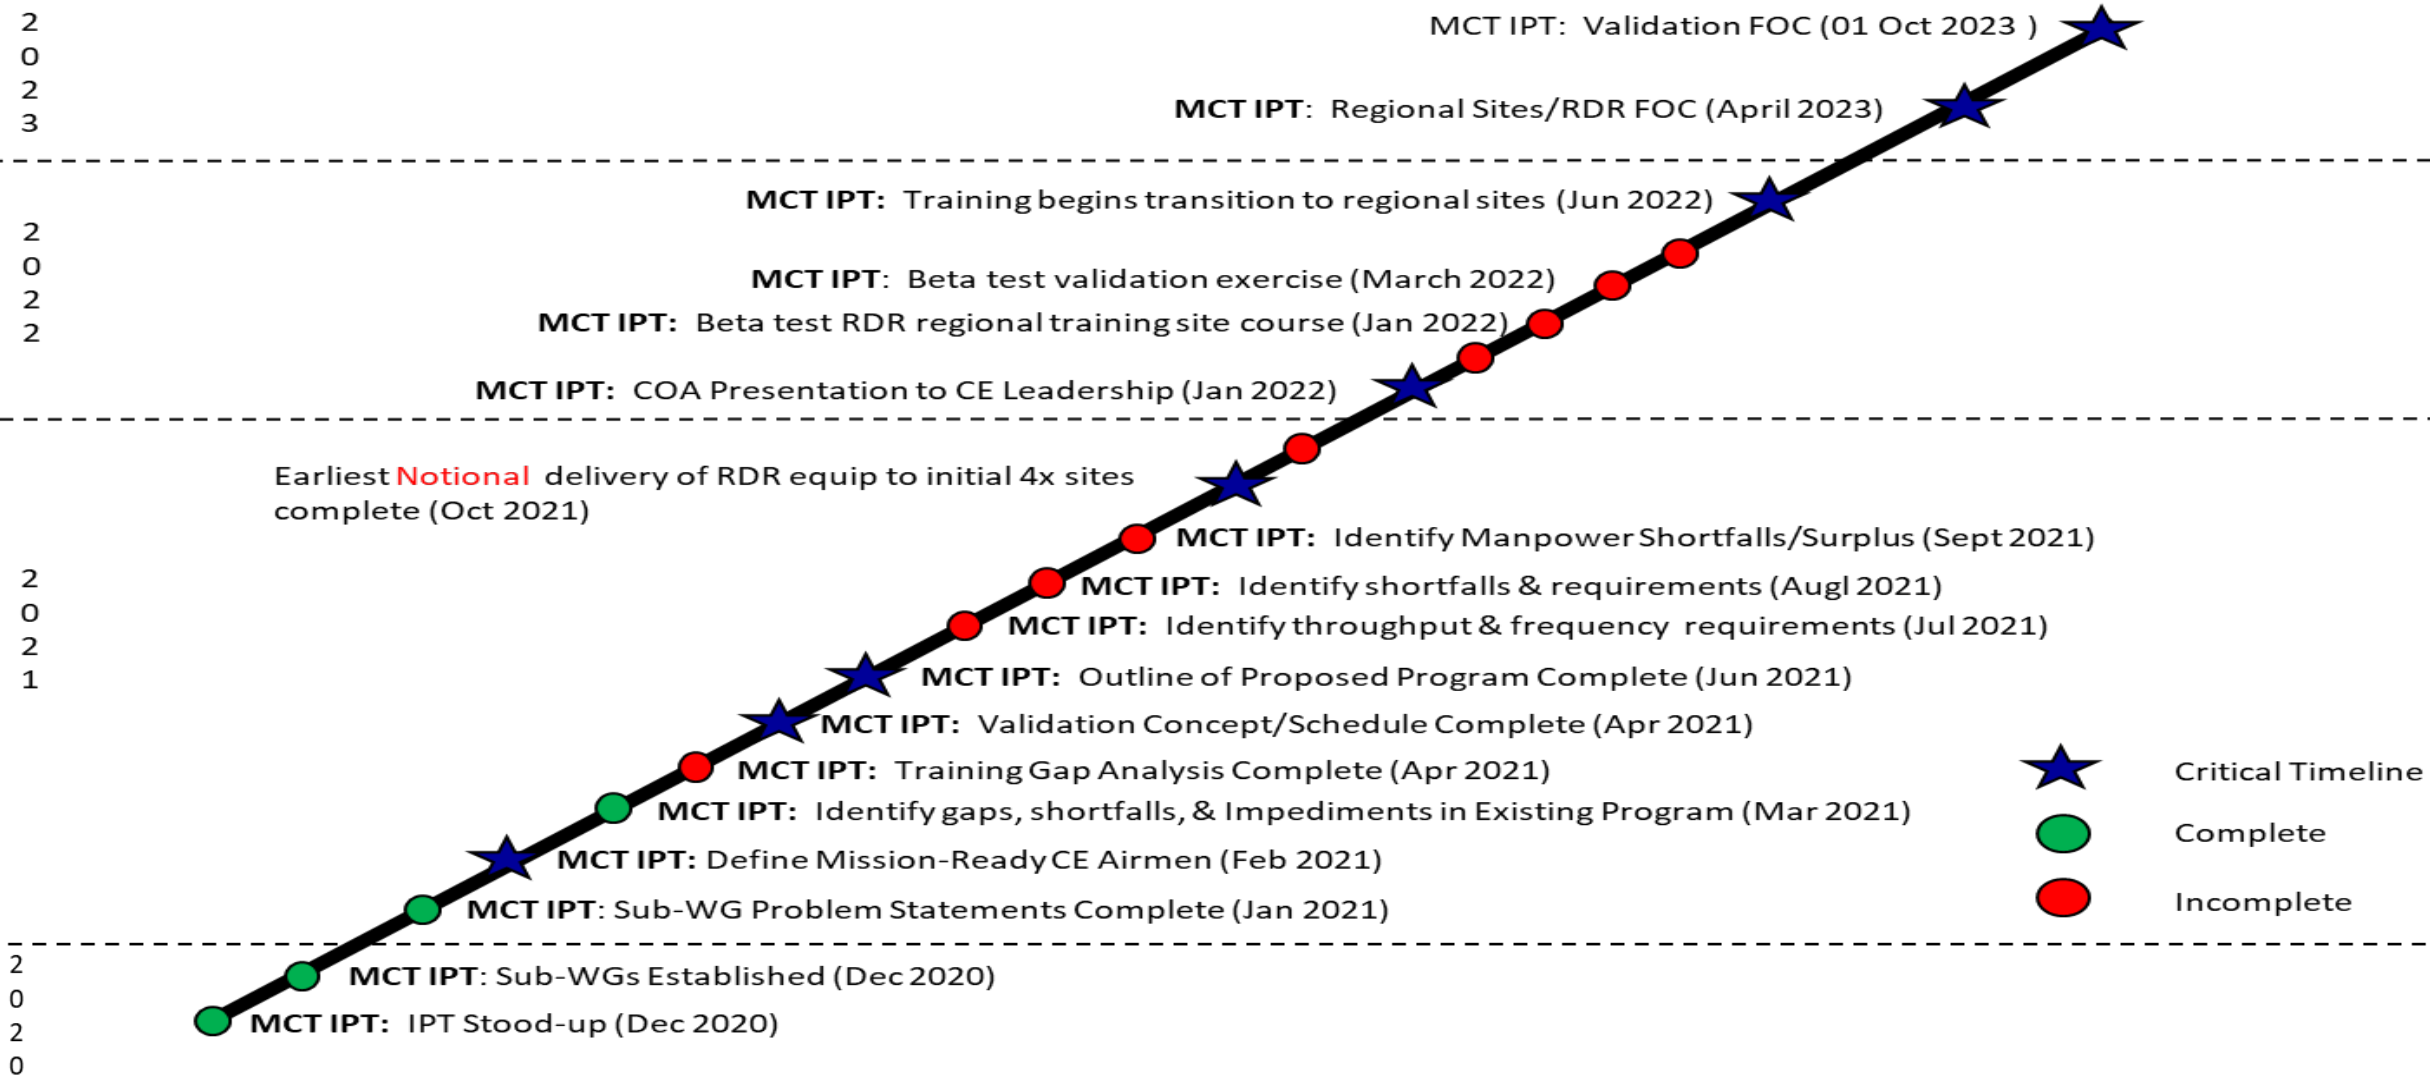 2
0
2
3
MCT IPT: Validation FOC (01 Oct 2023 )
MCT IPT: Regional Sites/RDR FOC (April 2023)
2
0
2
2
MCT IPT: Training begins transition to regional sites (Jun 2022)
MCT IPT: Beta test validation exercise (March 2022)
MCT IPT: Beta test RDR regional training site course (Jan 2022)
MCT IPT: COA Presentation to CE Leadership (Jan 2022)
2
0
2
1
Earliest Notional delivery of RDR equip to initial 4x sites
complete (Oct 2021)
MCT IPT: Identify Manpower Shortfalls/Surplus (Sept 2021)
MCT IPT: Identify shortfalls & requirements (Augl 2021)
MCT IPT: Identify throughput & frequency requirements (Jul 2021)
MCT IPT: Outline of Proposed Program Complete (Jun 2021)
MCT IPT: Validation Concept/Schedule Complete (Apr 2021)
MCT IPT: Training Gap Analysis Complete (Apr 2021)
MCT IPT: Identify gaps, shortfalls, & Impediments in Existing Program (Mar 2021)
MCT IPT: Define Mission-Ready CE Airmen (Feb 2021)
MCT IPT: Sub-WG Problem Statements Complete (Jan 2021)
2
0
2
0
MCT IPT: Sub-WGs Established (Dec 2020)
MCT IPT: IPT Stood-up (Dec 2020)
Critical Timeline
Complete
Incomplete